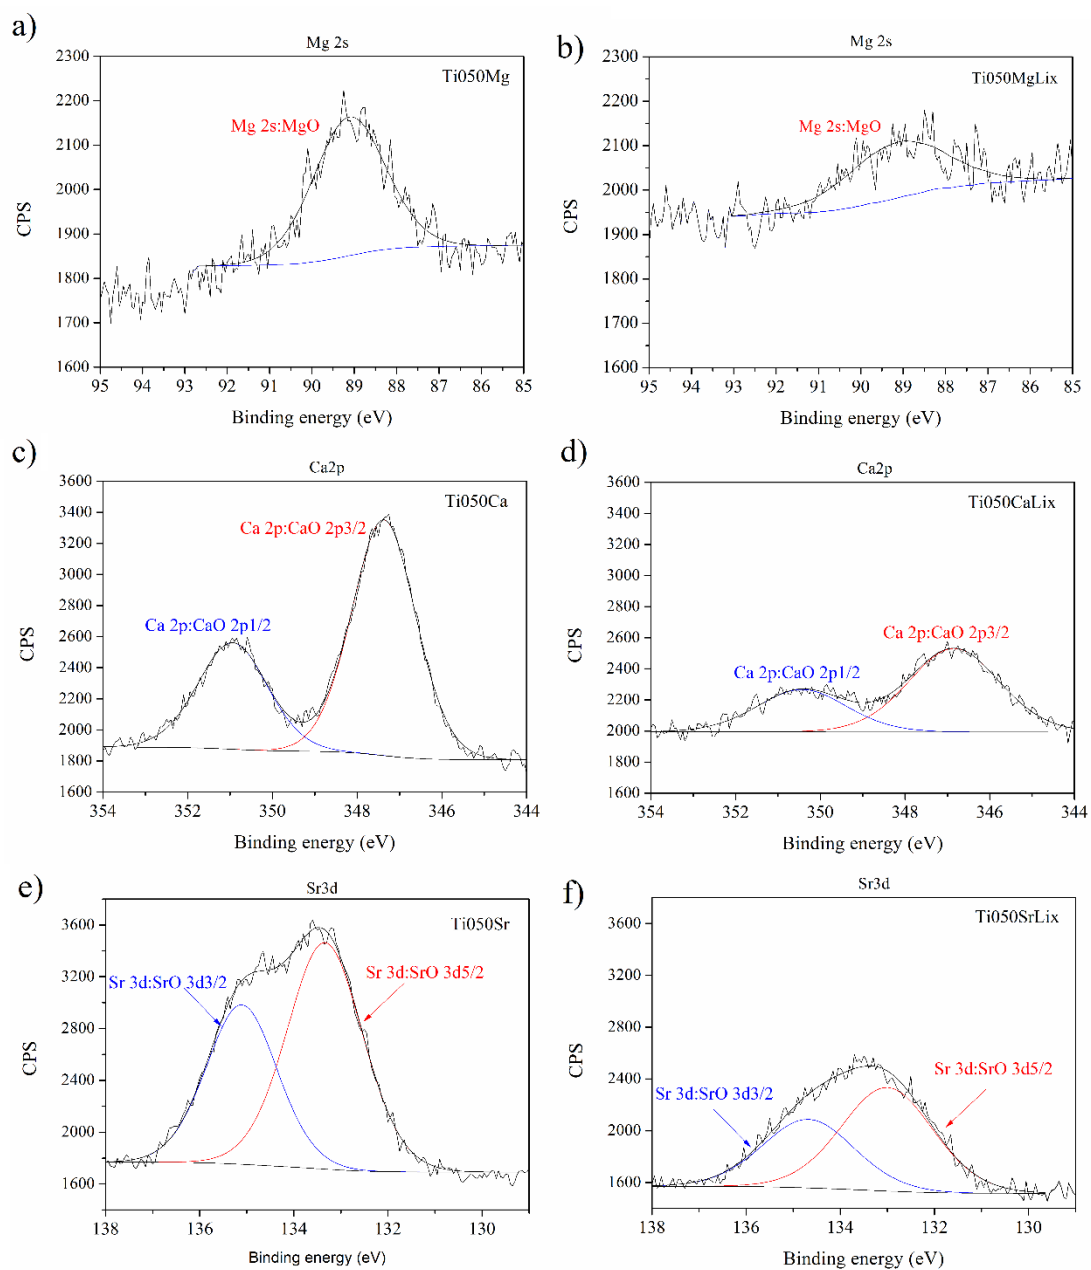 a)
Mg 2s
Ti050Mg
Mg 2s:MgO
CPS
2300
2200
2100
2000
1900
1800
1700
1600
95 94 93 92 91 90 89 88 87 86 85
Binding energy (eV)
b)
Mg 2s
Ti050MgLix
Mg 2s:MgO
CPS
2300
2200
2100
2000
1900
1800
1700
1600
95 94 93 92 91 90 89 88 87 86 85
Binding energy (eV)
c)
Ca2p
Ti050Ca
Ca 2p:CaO 2p3/2
Ca 2p:CaO 2p1/2
CPS
3600
3400
3200
3000
2800
2600
2400
2200
2000
1800
1600
354 352 350 348 346 344
Binding energy (eV)
d)
Ca2p
Ti050CaLix
Ca 2p:CaO 2p3/2
Ca 2p:CaO 2p1/2
CPS
3600
3400
3200
3000
2800
2600
2400
2200
2000
1800
1600
354 352 350 348 346 344
Binding energy (eV)
e)
Sr3d
Ti050Sr
Sr 3d:SrO 3d3/2
Sr 3d:SrO 3d5/2
CPS
3600
3200
2800
2400
2000
1600
138 136 134 132 130
Binding energy (eV)
f)
Sr3d
Ti050SrLix
Sr 3d:SrO 3d5/2
Sr 3d:SrO 3d3/2
CPS
3600
3200
2800
2400
2000
1600
138 136 134 132 130
Binding energy (eV)